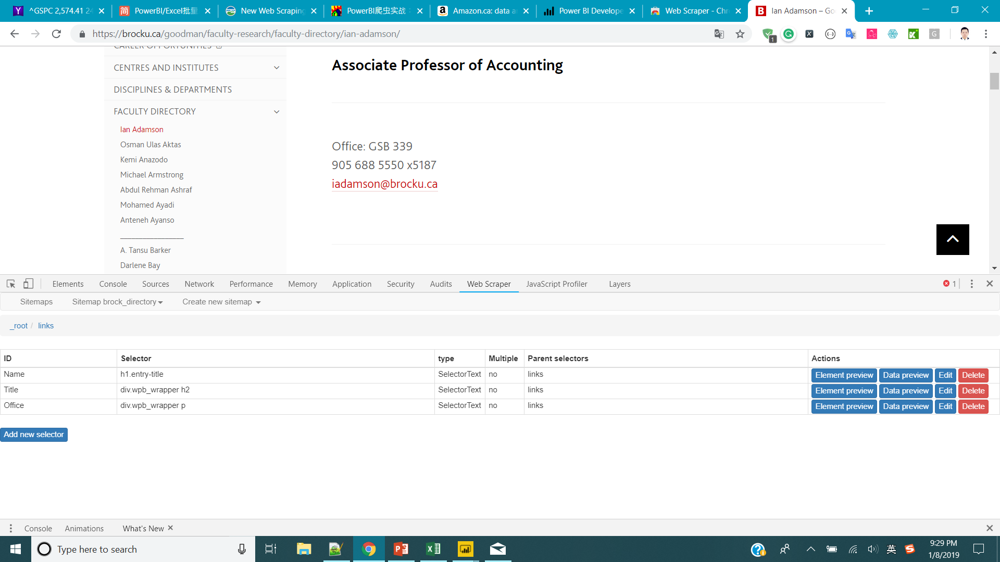 ^GSPC 2,574.41 24
PowerBI/Excel批量
New Web Scraping
PowerBI爬虫实战
Amazon.ca: data a
Power BI Develope
Web Scraper - Chr
Ian Adamson – Go
https://brocku.ca/goodman/faculty-research/faculty-directory/ian-adamson/
1
CAREER OPPORTUNITIES
CENTRES AND INSTITUTES
DISCIPLINES & DEPARTMENTS
FACULTY DIRECTORY
Ian Adamson
Osman Ulas Aktas
Kemi Anazodo
Michael Armstrong
Abdul Rehman Ashraf
Mohamed Ayadi
Anteneh Ayanso
_________________
A. Tansu Barker
Darlene Bay
Associate Professor of Accounting
Office: GSB 339
905 688 5550 x5187
iadamson@brocku.ca
Elements Console Sources Network Performance Memory Application Security Audits Web Scraper JavaScript Profiler Layers 1
Sitemaps Sitemap brock_directory Create new sitemap
_root / links
ID Selector type Multiple Parent selectors Actions
Name h1.entry-title SelectorText no links Element preview Data preview Edit Delete
Title div.wpb_wrapper h2 SelectorText no links Element preview Data preview Edit Delete
Office div.wpb_wrapper p SelectorText no links Element preview Data preview Edit Delete
Add new selector
Console Animations What's New
Type here to search
英
9:29 PM
1/8/2019